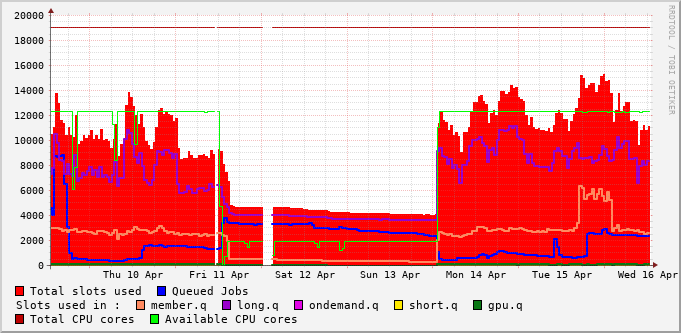 RRDTOOL / TOBI OETIKER
20000
18000
16000
14000
12000
10000
8000
6000
4000
2000
0
Thu 10 Apr Fri 11 Apr Sat 12 Apr Sun 13 Apr Mon 14 Apr Tue 15 Apr Wed 16 Apr
Total slots used Queued Jobs
Slots used in : member.q long.q ondemand.q short.q gpu.q
Total CPU cores Available CPU cores